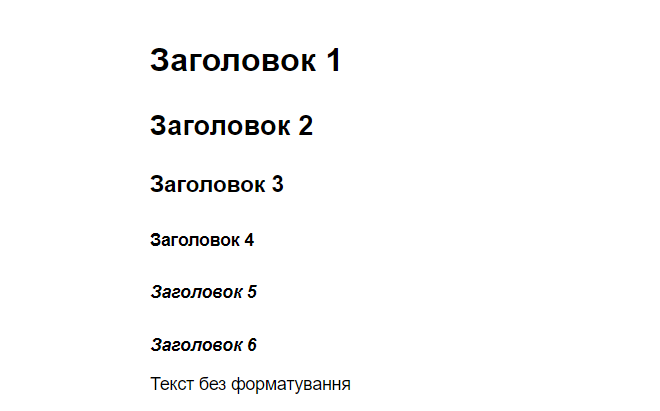 Заголовок 1
Заголовок 2
Заголовок 3
Заголовок 4
Заголовок 5
Заголовок 6
Текст без форматування